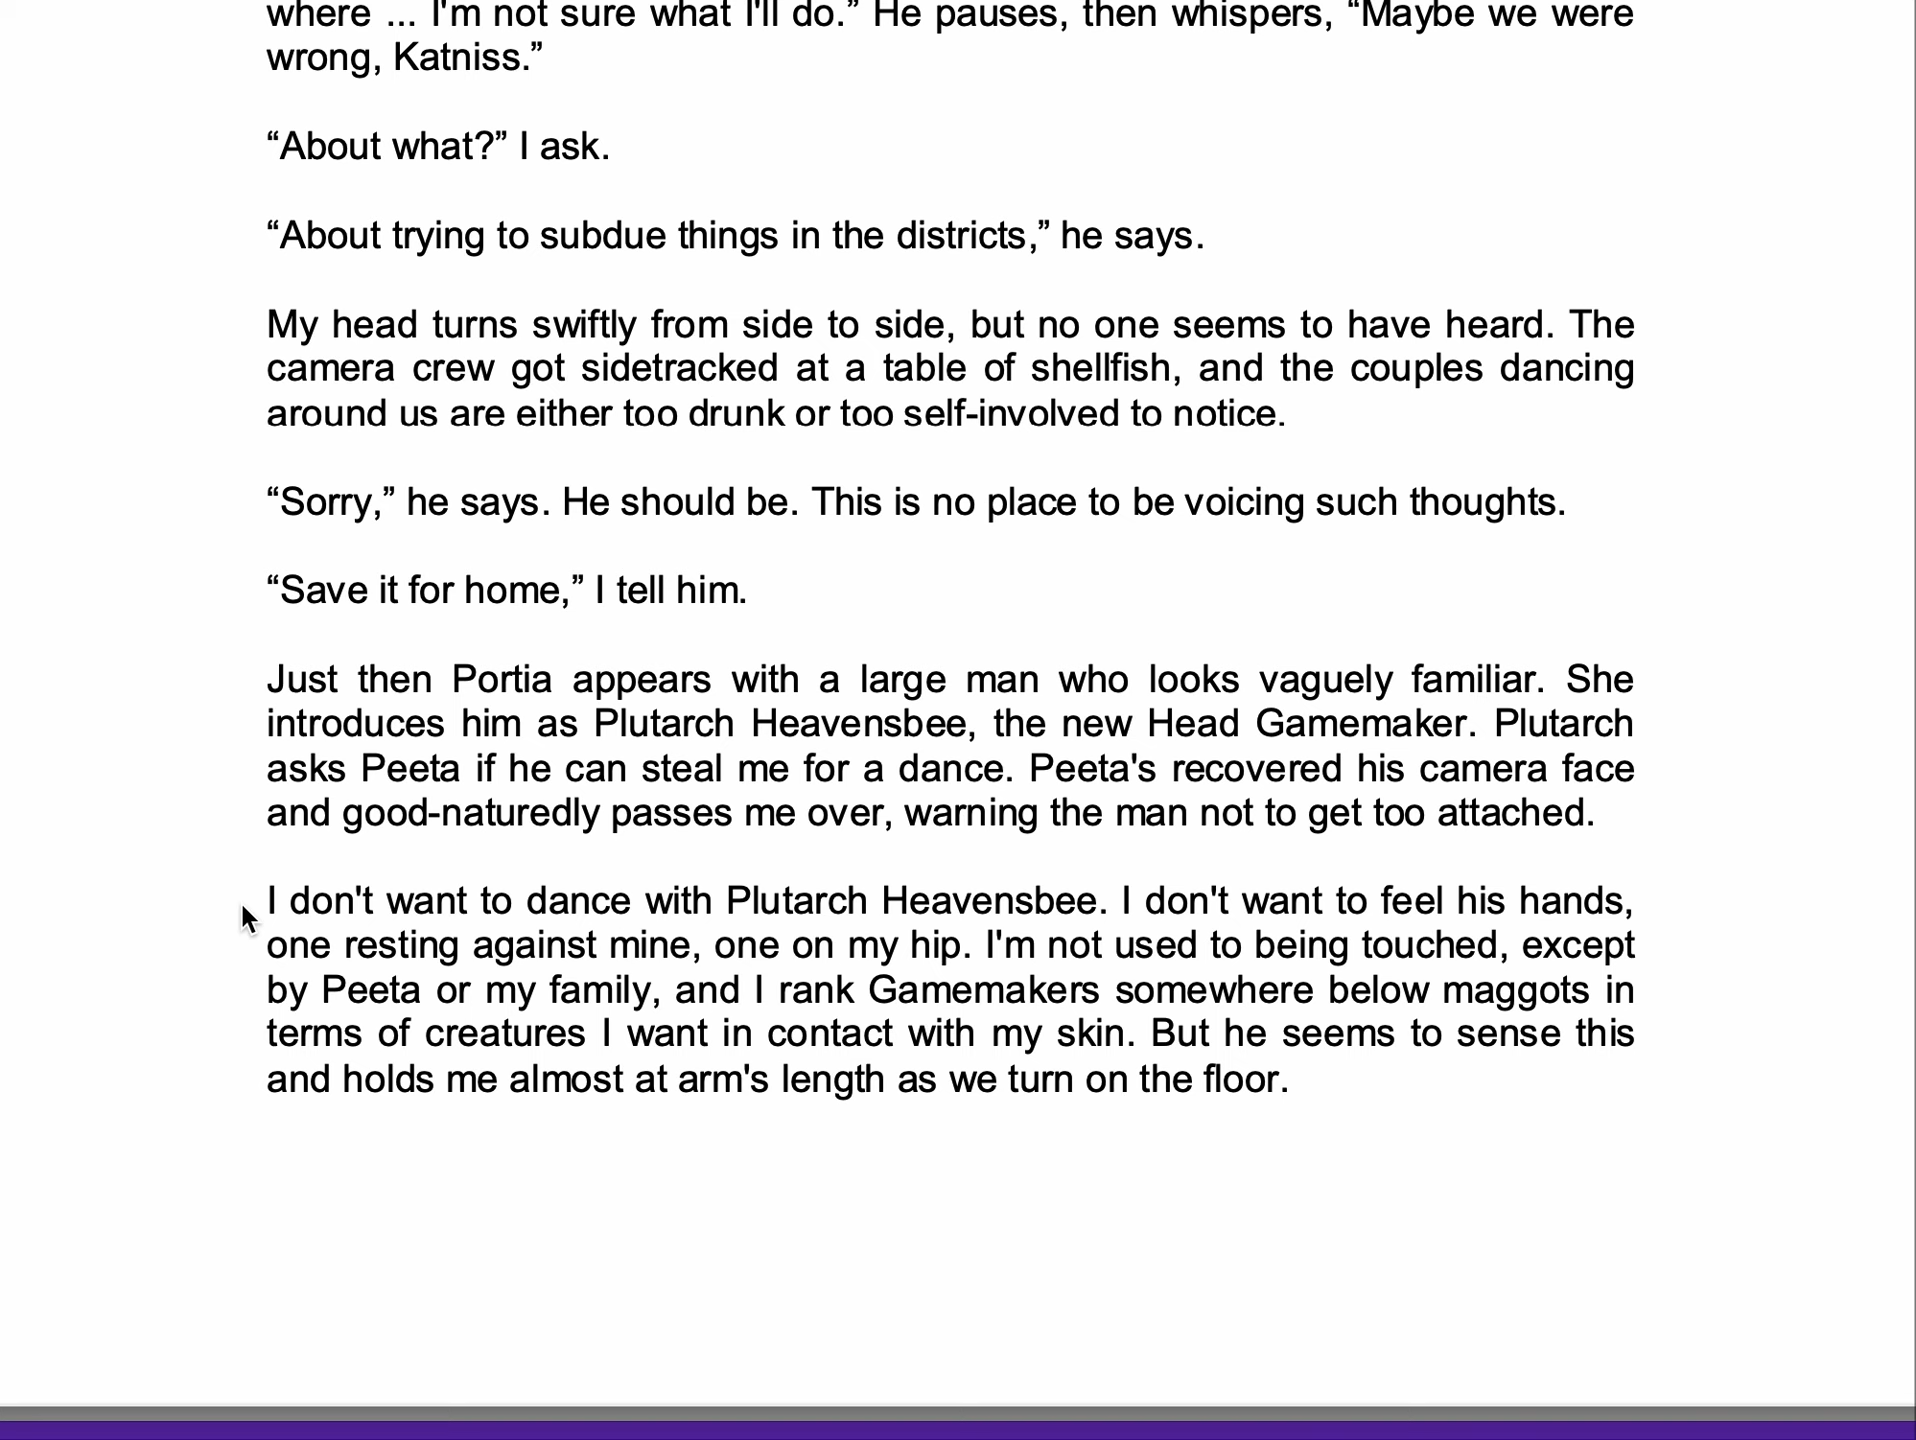 where ... I'm not sure what I'll do.” He pauses, then whispers, “Maybe we were
wrong, Katniss.”
“About what?” I ask.
“About trying to subdue things in the districts,” he says.
My head turns swiftly from side to side, but no one seems to have heard. The
camera crew got sidetracked at a table of shellfish, and the couples dancing
around us are either too drunk or too self-involved to notice.
“Sorry,” he says. He should be. This is no place to be voicing such thoughts.
“Save it for home,” I tell him.
Just then Portia appears with a large man who looks vaguely familiar. She
introduces him as Plutarch Heavensbee, the new Head Gamemaker. Plutarch
asks Peeta if he can steal me for a dance. Peeta's recovered his camera face
and good-naturedly passes me over, warning the man not to get too attached.
I don't want to dance with Plutarch Heavensbee. I don't want to feel his hands,
one resting against mine, one on my hip. I'm not used to being touched, except
by Peeta or my family, and I rank Gamemakers somewhere below maggots in
terms of creatures I want in contact with my skin. But he seems to sense this
and holds me almost at arm's length as we turn on the floor.